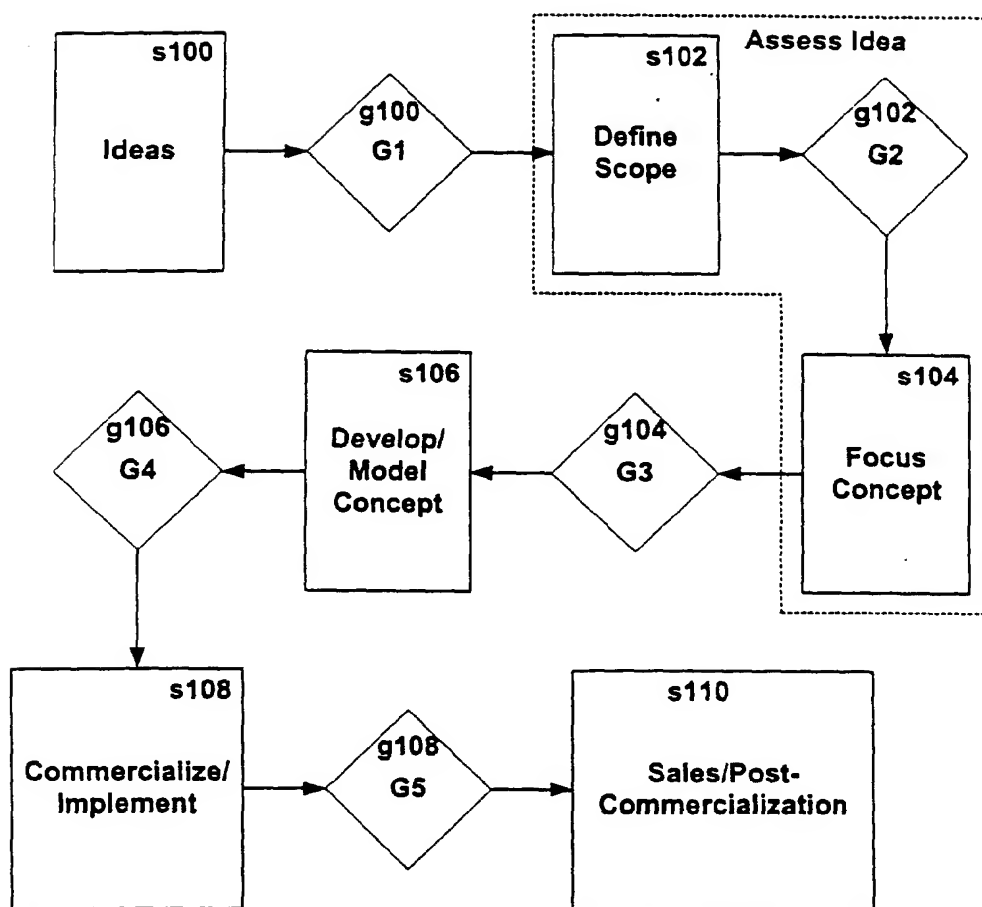 s100
Ideas
g100
G1
Assess Idea
s102
Define
Scope
g102
G2
s104
Focus
Concept
g104
G3
s106
Develop/
Model
Concept
g106
G4
s108
Commercialize/
Implement
g108
G5
s110
Sales/Post-
Commercialization